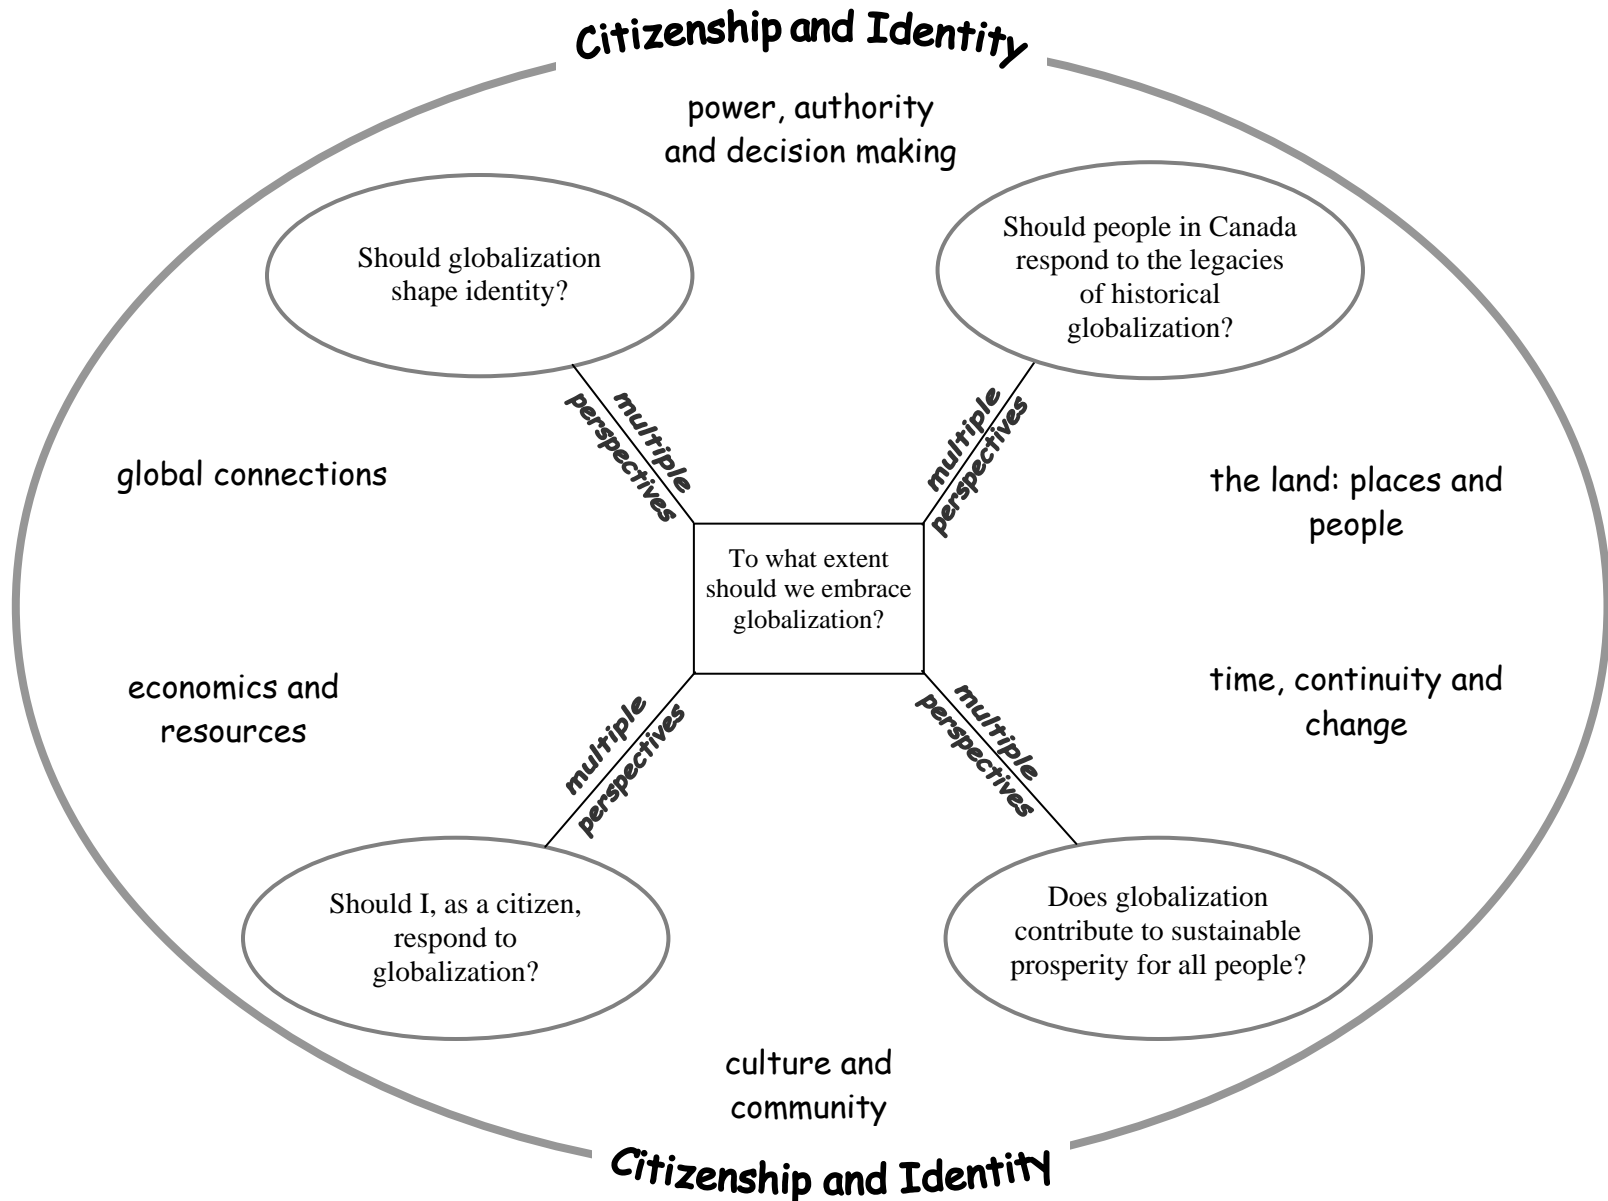 Citizenship and Identity
power, authority
and decision making
Should globalization
shape identity?
Should people in Canada
respond to the legacies
of historical
globalization?
multiple
perspectives
multiple
perspectives
global connections
the land: places and
people
To what extent
should we embrace
globalization?
economics and
resources
time, continuity and
change
multiple
perspectives
multiple
perspectives
Should I, as a citizen,
respond to
globalization?
Does globalization
contribute to sustainable
prosperity for all people?
culture and
community
Citizenship and Identity